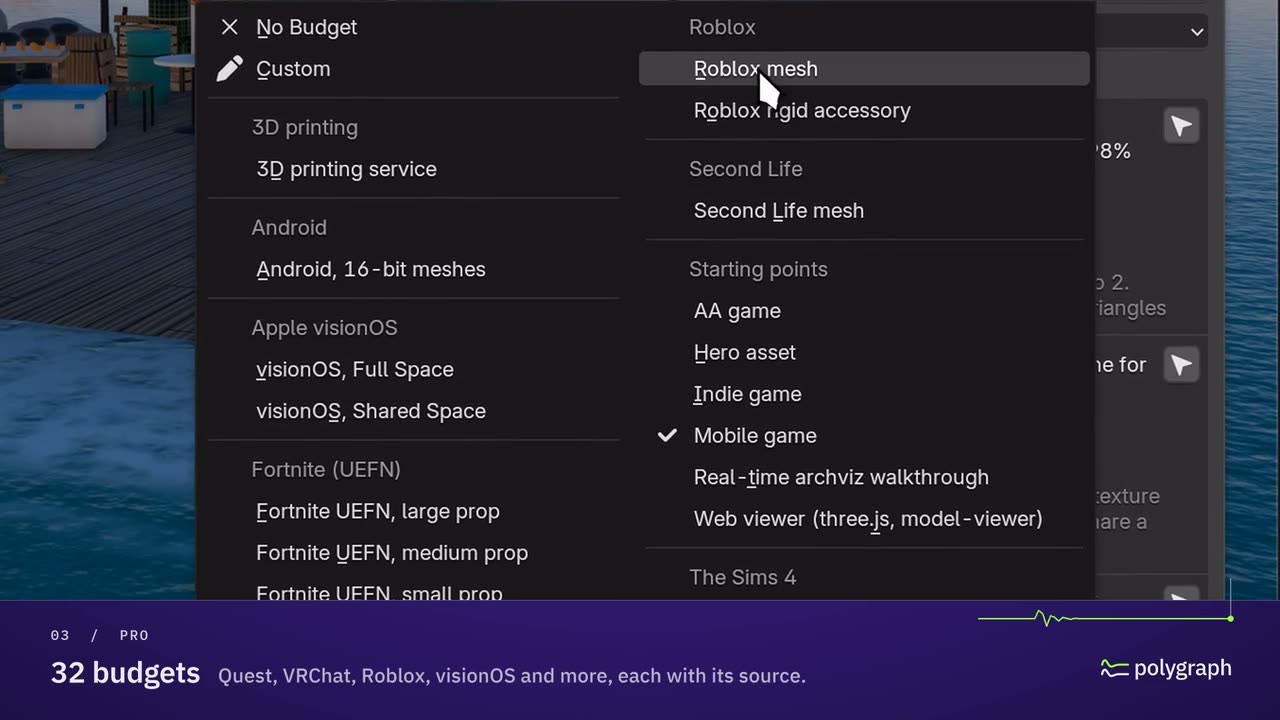 No Budget
Custom
3D printing
3D printing service
Android
Android, 16-bit meshes
Apple visionOS
visionOS, Full Space
visionOS, Shared Space
Fortnite (UEFN)
Fortnite UEFN, large prop
Fortnite UEFN, medium prop
Fortnite UEFN, small prop
Roblox
Roblox mesh
Roblox rigid accessory
Second Life
Second Life mesh
Starting points
AA game
Hero asset
Indie game
Mobile game
Real-time archviz walkthrough
Web viewer (three.js, model-viewer)
The Sims 4
8%
2.
for
03 / PRO
32 budgets Quest, VRChat, Roblox, visionOS and more, each with its source.
polygraph